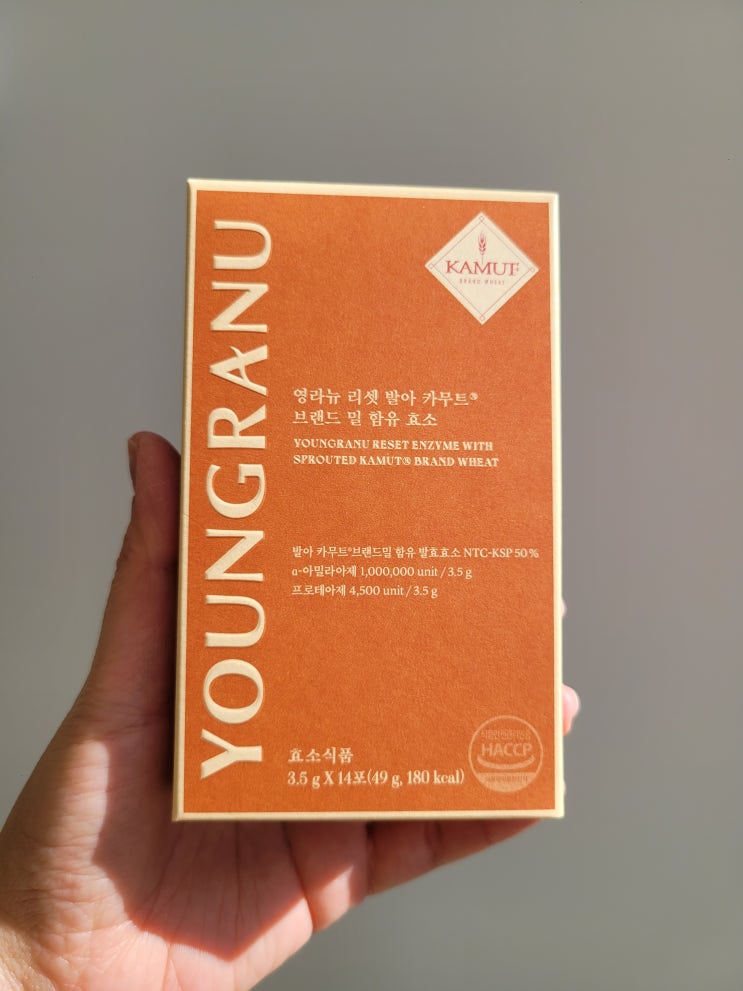 YOUNGRANU
KAMUT®
BRAND WHEAT
영라뉴 리셋 발아 카무트®
브랜드 밀 함유 효소
YOUNGRANU RESET ENZYME WITH
SPROUTED KAMUT® BRAND WHEAT
발아 카무트®브랜드밀 함유 발효효소 NTC-KSP 50%
α-아밀라아제 1,000,000 unit / 3.5 g
프로테아제 4,500 unit / 3.5 g
효소식품
3.5 g X 14포(49 g, 180 kcal)
HACCP